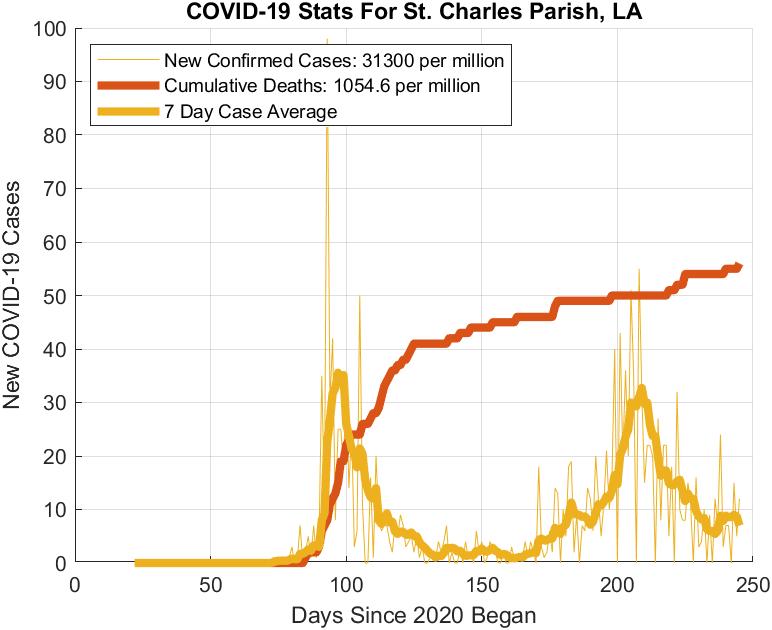 COVID-19 Stats For St. Charles Parish, LA
New Confirmed Cases: 31300 per million
Cumulative Deaths: 1054.6 per million
7 Day Case Average
New COVID-19 Cases
100
90
80
70
60
50
40
30
20
10
0
0 50 100 150 200 250
Days Since 2020 Began